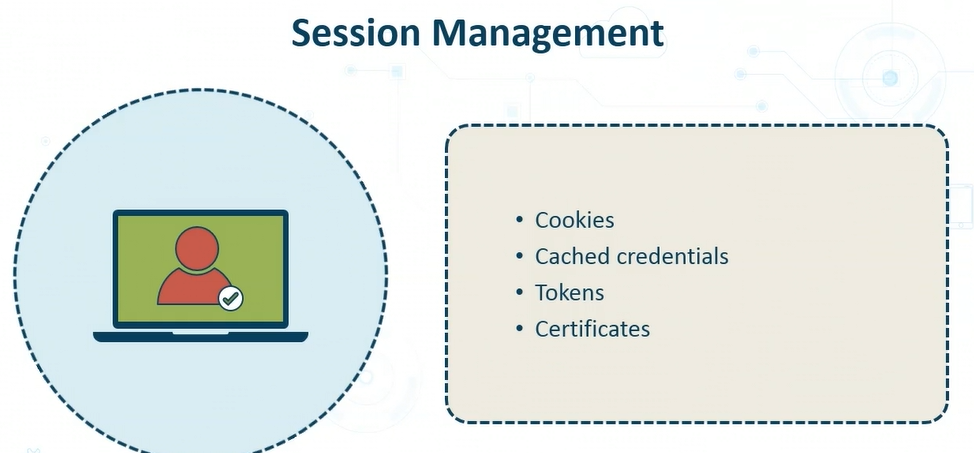 Session Management
• Cookies
• Cached credentials
• Tokens
• Certificates